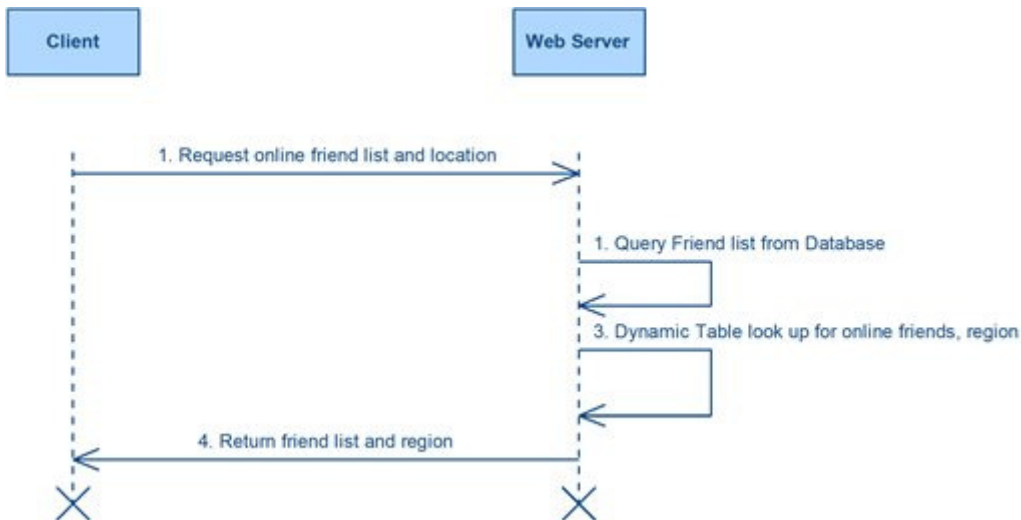 Client
Web Server
1. Request online friend list and location
1. Query Friend list from Database
3. Dynamic Table look up for online friends, region
4. Return friend list and region